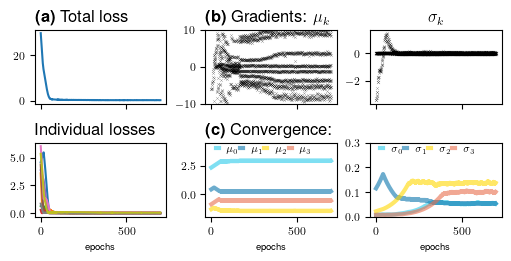 (a) Total loss
(b) Gradients: μk
σk
20
0
10
0
-10
0
−2
Individual losses
(c) Convergence:
5.0
2.5
0.0
0
500
epochs
μ0 μ1 μ2 μ3
2.5
0.0
0
500
epochs
σ0 σ1 σ2 σ3
0.3
0.2
0.1
0.0
0
500
epochs